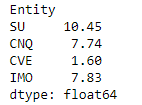 Entity
SU     10.45
CNQ     7.74
CVE     1.60
IMO     7.83
dtype: float64